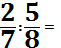 2/7 : 5/8 =